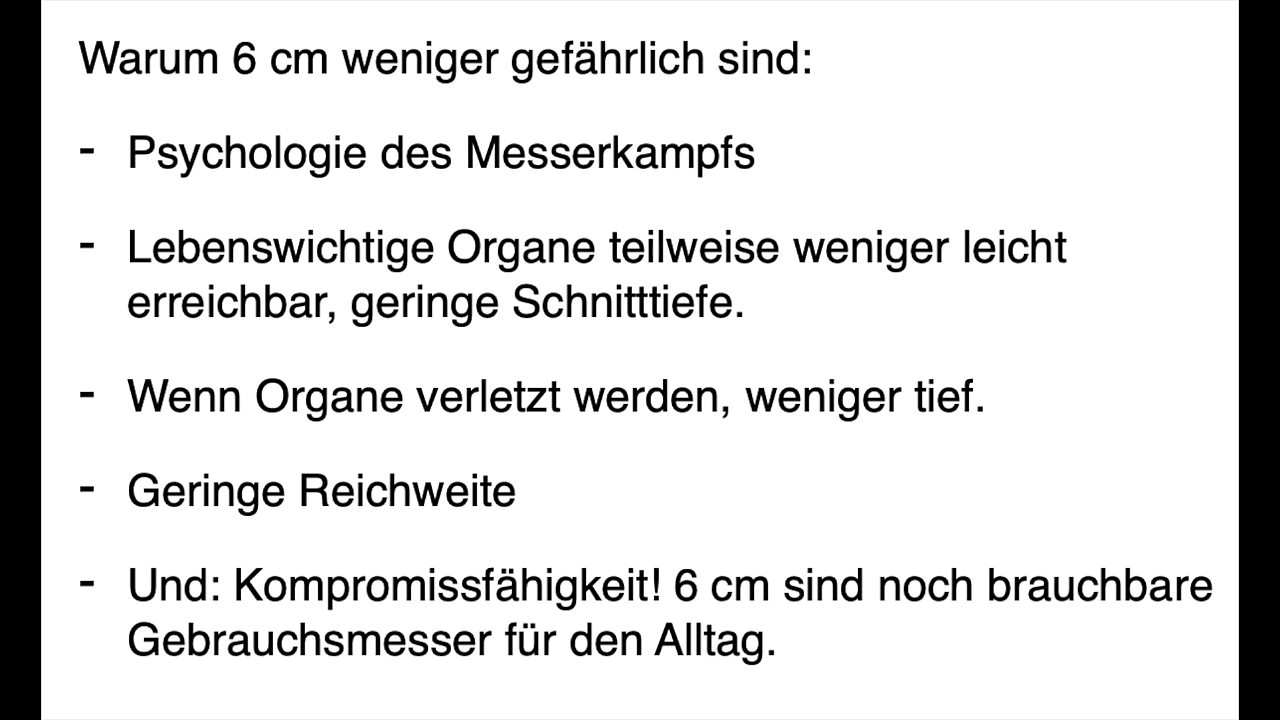 Warum 6 cm weniger gefährlich sind:
- Psychologie des Messerkampfs
- Lebenswichtige Organe teilweise weniger leicht
erreichbar, geringe Schnitttiefe.
- Wenn Organe verletzt werden, weniger tief.
- Geringe Reichweite
- Und: Kompromissfähigkeit! 6 cm sind noch brauchbare
Gebrauchsmesser für den Alltag.